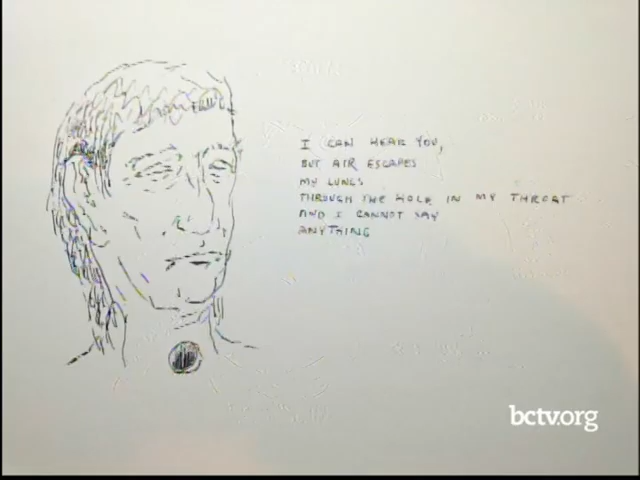 I CAN HEAR YOU,
BUT AIR ESCAPES
MY LUNGS
THROUGH THE HOLE IN MY THROAT
AND I CANNOT SAY
ANYTHING
bctv.org